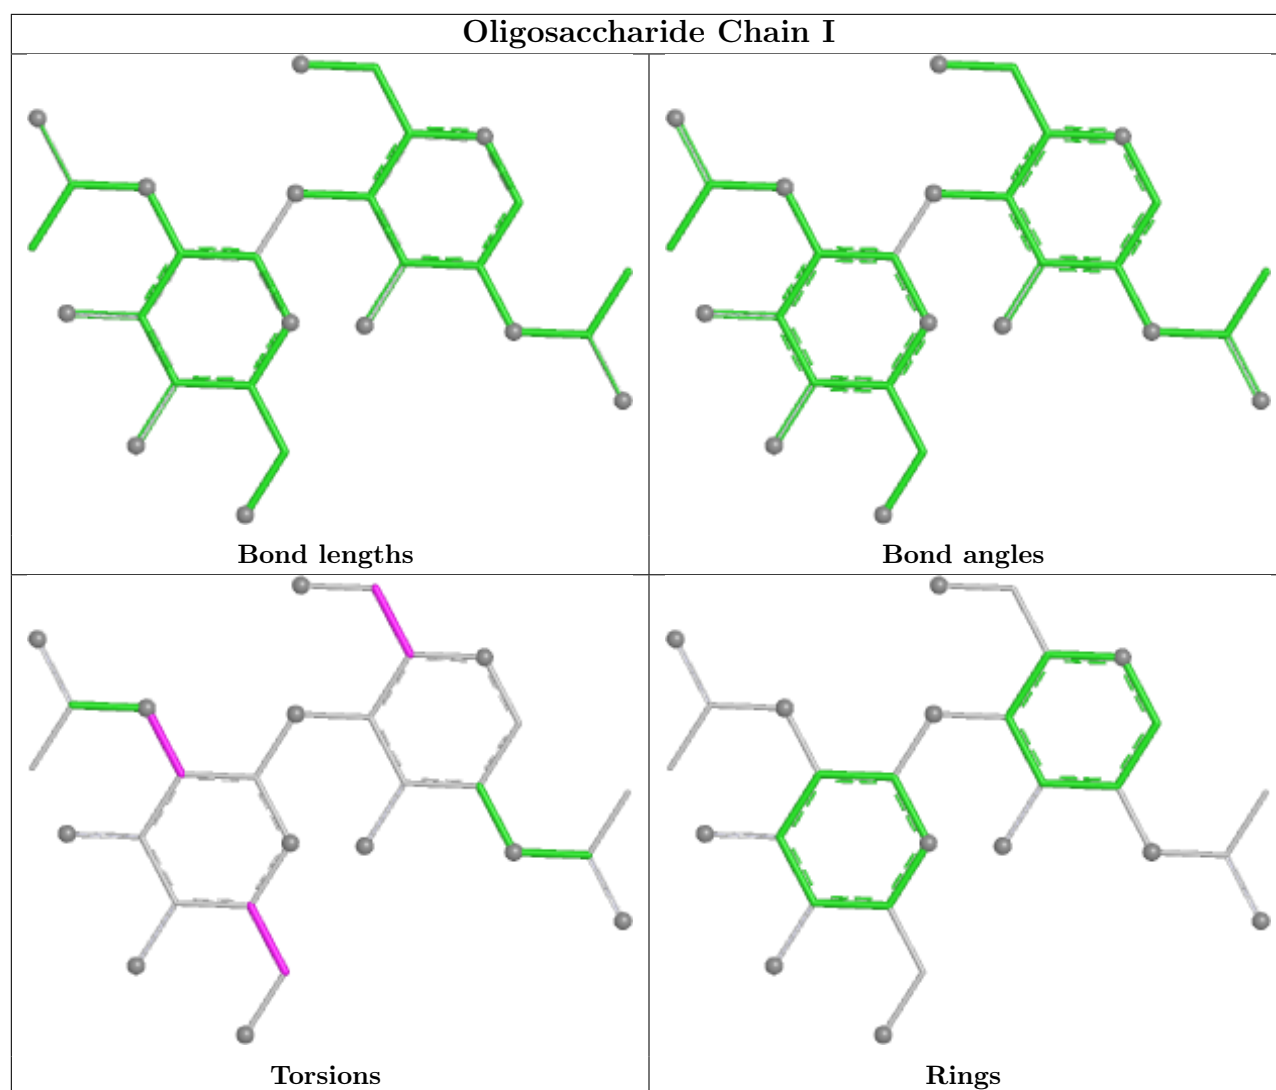 Oligosaccharide Chain I
Bond lengths
Bond angles
Torsions
Rings